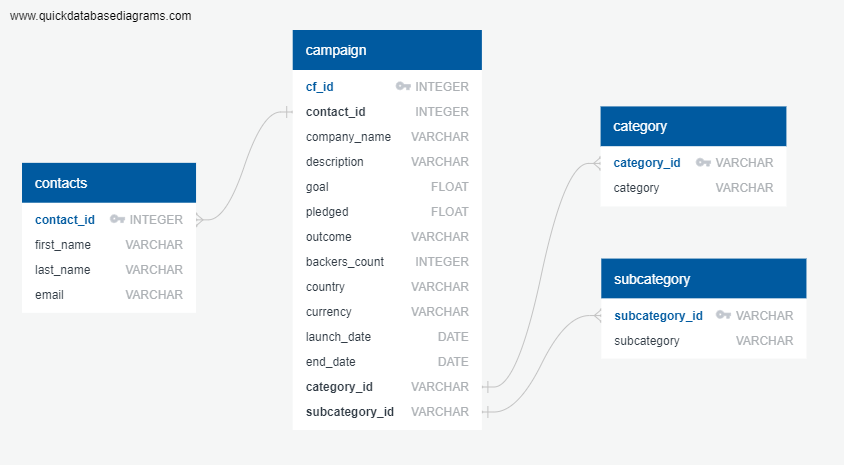 www.quickdatabasediagrams.com
campaign
cf_id INTEGER
contact_id INTEGER
company_name VARCHAR
description VARCHAR
goal FLOAT
pledged FLOAT
outcome VARCHAR
backers_count INTEGER
country VARCHAR
currency VARCHAR
launch_date DATE
end_date DATE
category_id VARCHAR
subcategory_id VARCHAR
contacts
contact_id INTEGER
first_name VARCHAR
last_name VARCHAR
email VARCHAR
category
category_id VARCHAR
category VARCHAR
subcategory
subcategory_id VARCHAR
subcategory VARCHAR